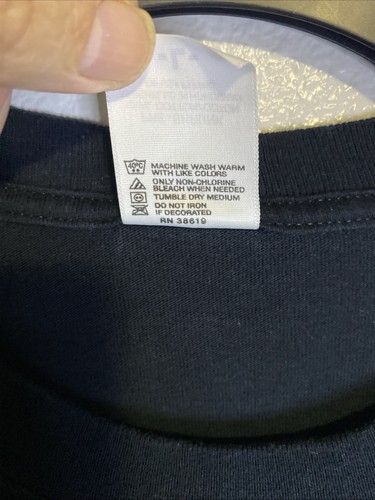 40°C
MACHINE WASH WARM
WITH LIKE COLORS
ONLY NON-CHLORINE
BLEACH WHEN NEEDED
TUMBLE DRY MEDIUM
DO NOT IRON
IF DECORATED
RN 38619